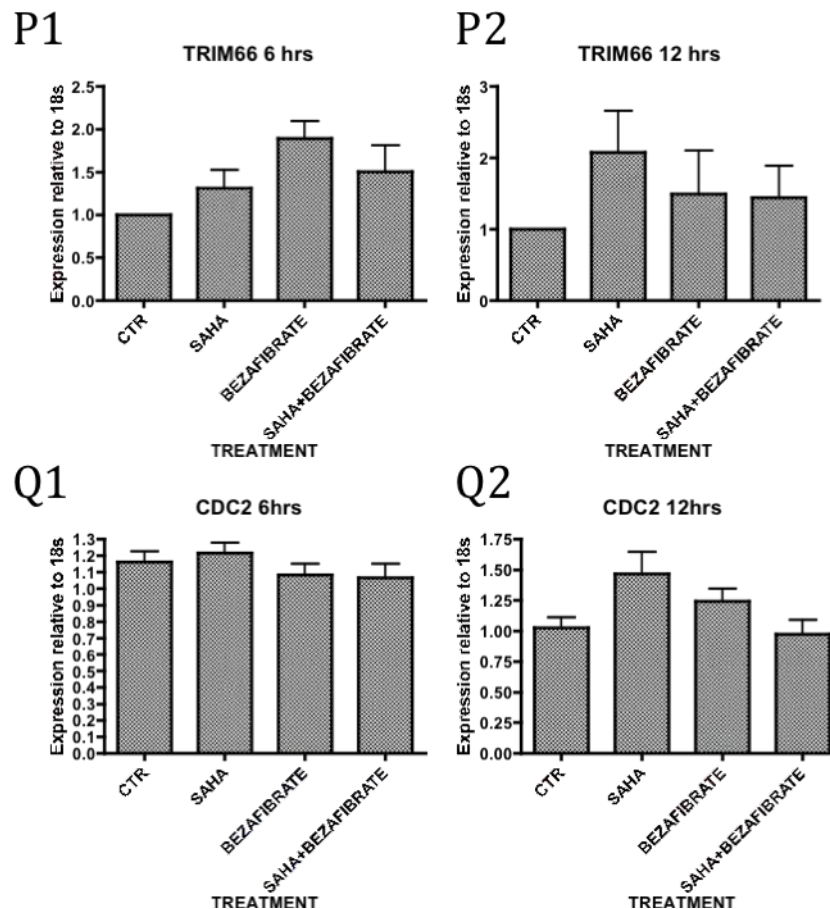 P1
TRIM66 6 hrs
Expression relative to 18s
2.5
2.0
1.5
1.0
0.5
0.0
CTR
SAHA
BEZAFIBRATE
SAHA+BEZAFIBRATE
TREATMENT
P2
TRIM66 12 hrs
Expression relative to 18s
3
2
1
0
CTR
SAHA
BEZAFIBRATE
SAHA+BEZAFIBRATE
TREATMENT
Q1
CDC2 6hrs
Expression relative to 18s
1.3
1.2
1.1
1.0
0.9
0.8
0.7
0.6
0.5
0.4
0.3
0.2
0.1
0.0
CTR
SAHA
BEZAFIBRATE
SAHA+BEZAFIBRATE
TREATMENT
Q2
CDC2 12hrs
Expression relative to 18s
1.75
1.50
1.25
1.00
0.75
0.50
0.25
0.00
CTR
SAHA
BEZAFIBRATE
SAHA+BEZAFIBRATE
TREATMENT